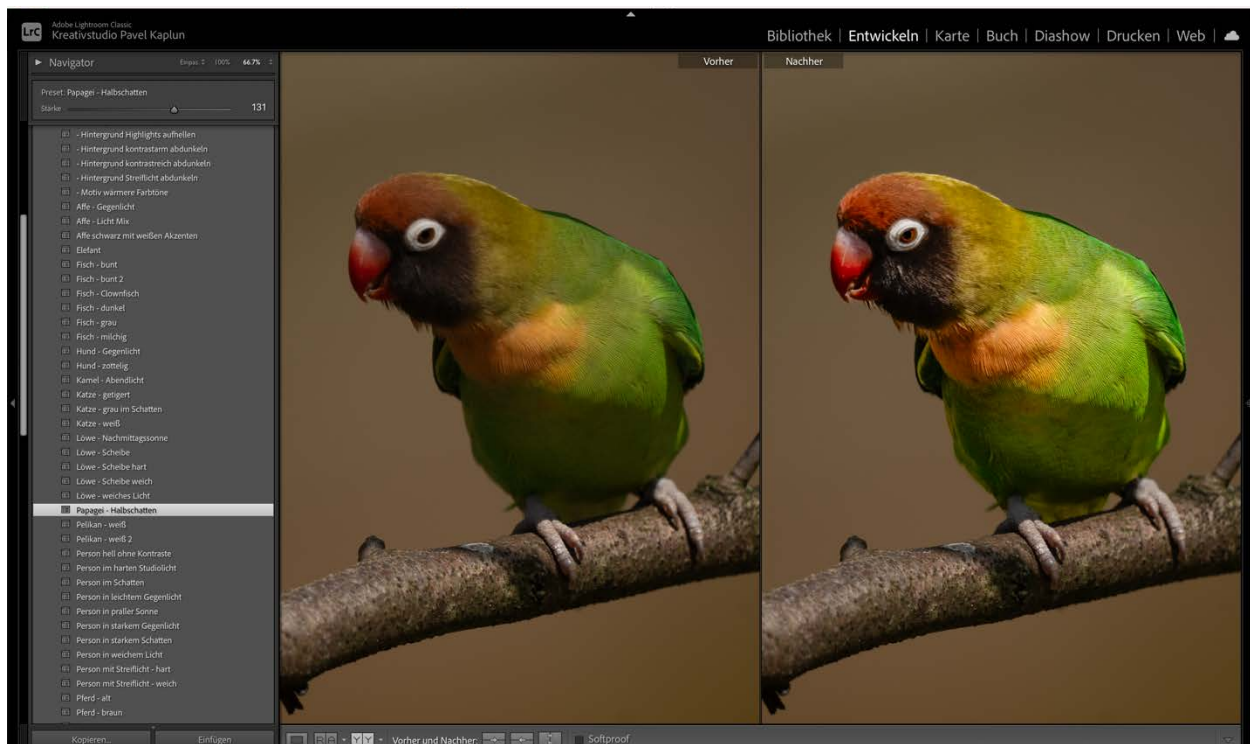 LrC
Adobe Lightroom Classic
Kreativstudio Pavel Kaplun
Bibliothek | Entwickeln | Karte | Buch | Diashow | Drucken | Web |
Navigator
Einpas. 100% 66.7%
Preset: Papagei - Halbschatten
Stärke 131
- Hintergrund Highlights aufhellen
- Hintergrund kontrastarm abdunkeln
- Hintergrund kontrastreich abdunkeln
- Hintergrund Streiflicht abdunkeln
- Motiv wärmere Farbtöne
Affe - Gegenlicht
Affe - Licht Mix
Affe schwarz mit weißen Akzenten
Elefant
Fisch - bunt
Fisch - bunt 2
Fisch - Clownfisch
Fisch - dunkel
Fisch - grau
Fisch - milchig
Hund - Gegenlicht
Hund - zottelig
Kamel - Abendlicht
Katze - getigert
Katze - grau im Schatten
Katze - weiß
Löwe - Nachmittagssonne
Löwe - Scheibe
Löwe - Scheibe hart
Löwe - Scheibe weich
Löwe - weiches Licht
Papagei - Halbschatten
Pelikan - weiß
Pelikan - weiß 2
Person hell ohne Kontraste
Person im harten Studiolicht
Person im Schatten
Person in leichtem Gegenlicht
Person in praller Sonne
Person in starkem Gegenlicht
Person in starkem Schatten
Person in weichem Licht
Person mit Streiflicht - hart
Person mit Streiflicht - weich
Pferd - alt
Pferd - braun
Kopieren... Einfügen
Vorher
Nachher
RA YY Vorher und Nachher: Softproof